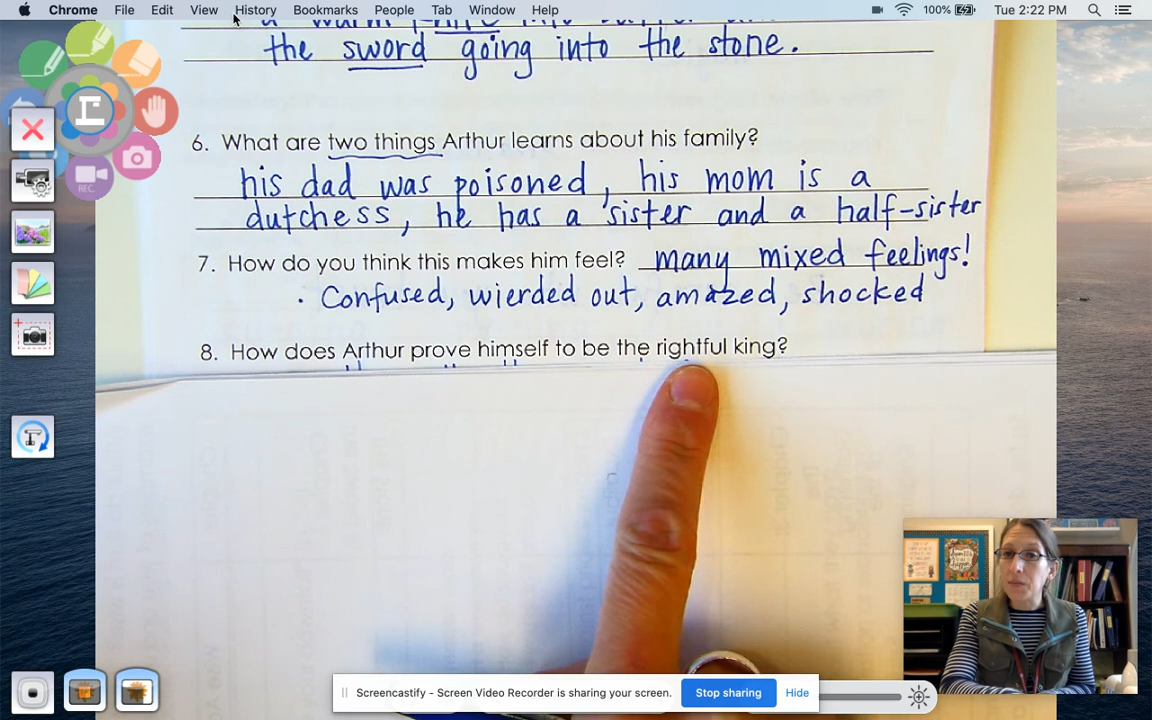 Chrome File Edit View History Bookmarks People Tab Window Help 100% Tue 2:22 PM
a warm knife into
the sword going into the stone.
6. What are two things Arthur learns about his family?
his dad was poisoned, his mom is a
dutchess, he has a sister and a half-sister
7. How do you think this makes him feel? many mixed feelings!
• Confused, wierded out, amazed, shocked
8. How does Arthur prove himself to be the rightful king?
REC
Screencastify - Screen Video Recorder is sharing your screen. Stop sharing Hide